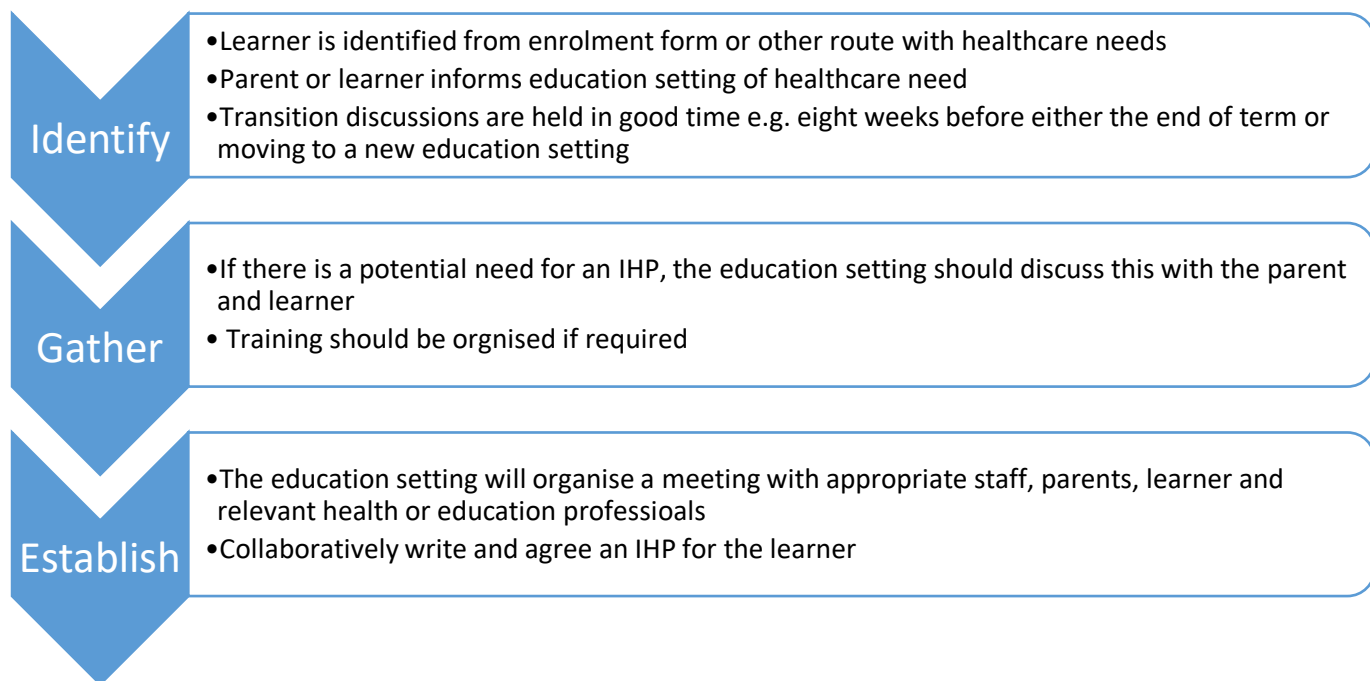 Identify
•Learner is identified from enrolment form or other route with healthcare needs
•Parent or learner informs education setting of healthcare need
•Transition discussions are held in good time e.g. eight weeks before either the end of term or
moving to a new education setting
Gather
•If there is a potential need for an IHP, the education setting should discuss this with the parent
and learner
• Training should be orgnised if required
Establish
•The education setting will organise a meeting with appropriate staff, parents, learner and
relevant health or education professioals
•Collaboratively write and agree an IHP for the learner